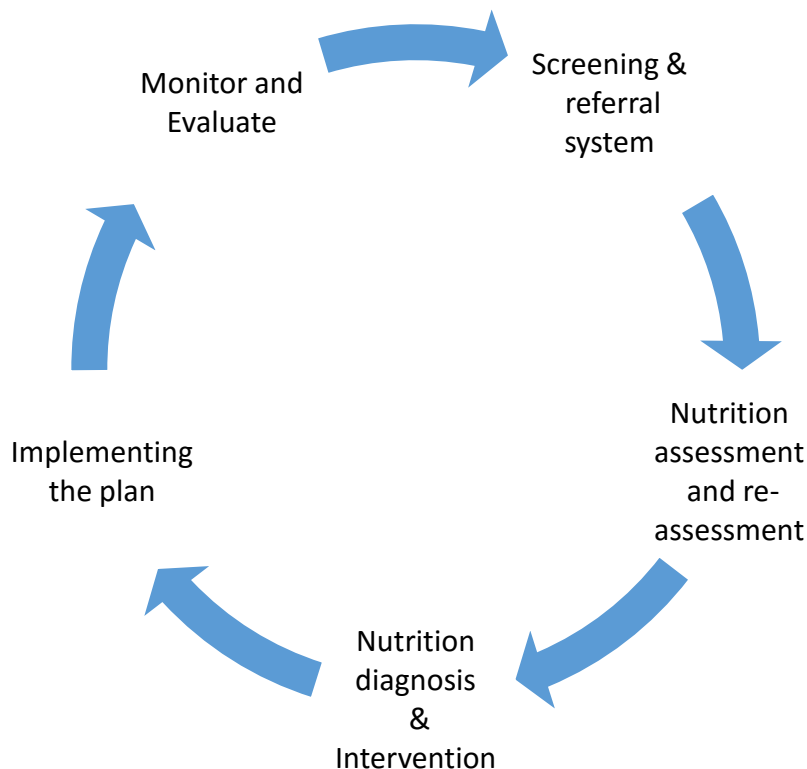 Monitor and
Evaluate
Screening &
referral
system
Nutrition
assessment
and re-
assessment
Nutrition
diagnosis
&
Intervention
Implementing
the plan